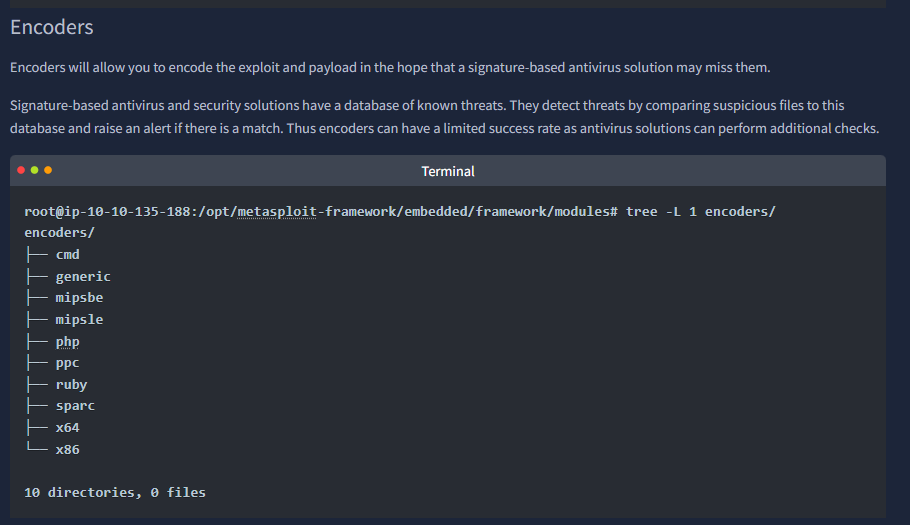 Encoders
Encoders will allow you to encode the exploit and payload in the hope that a signature-based antivirus solution may miss them.
Signature-based antivirus and security solutions have a database of known threats. They detect threats by comparing suspicious files to this
database and raise an alert if there is a match. Thus encoders can have a limited success rate as antivirus solutions can perform additional checks.
Terminal
root@ip-10-10-135-188:/opt/metasploit-framework/embedded/framework/modules# tree -L 1 encoders/
encoders/
├── cmd
├── generic
├── mipsbe
├── mipsle
├── php
├── ppc
├── ruby
├── sparc
├── x64
└── x86
10 directories, 0 files